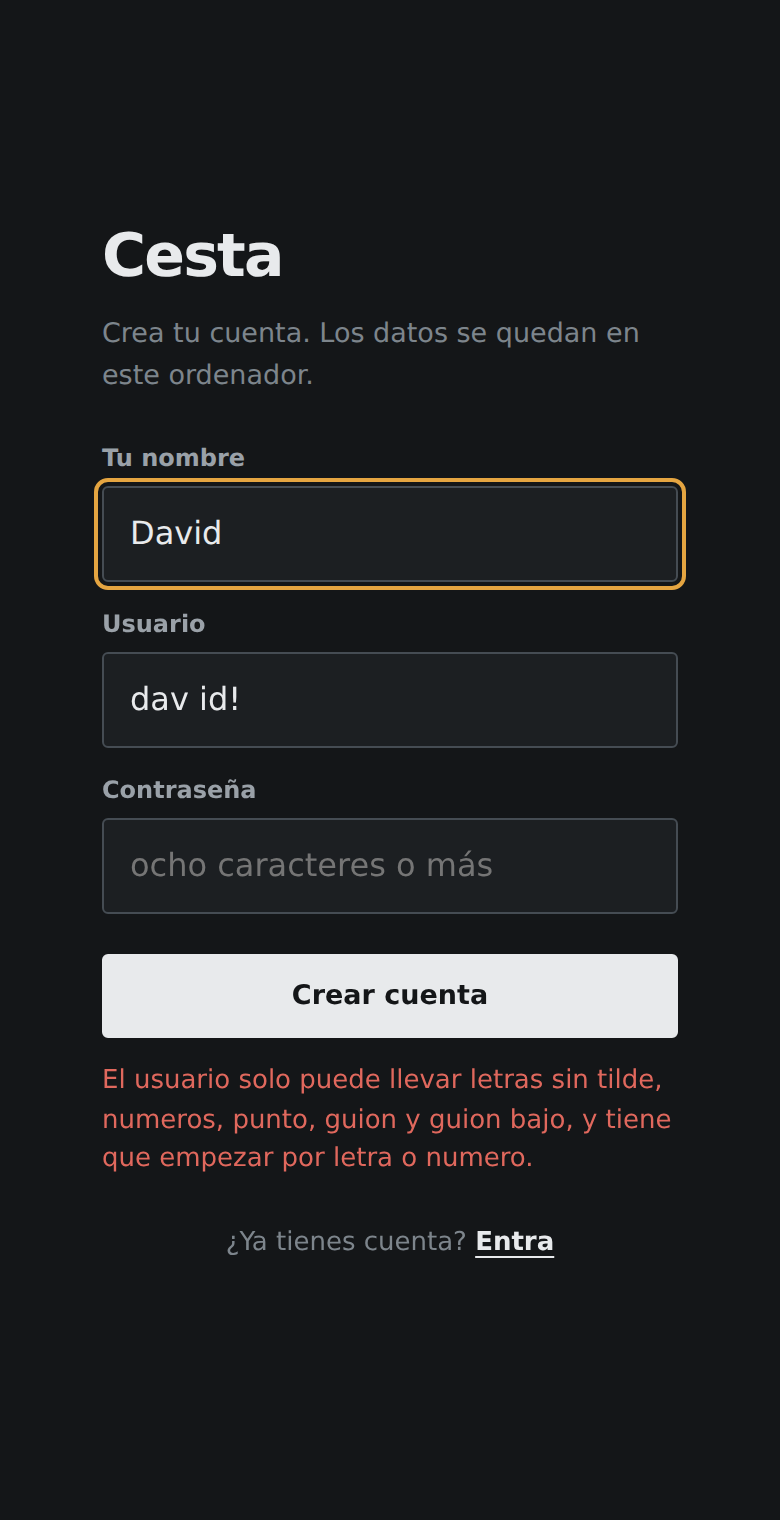 Cesta
Crea tu cuenta. Los datos se quedan en
este ordenador.
Tu nombre
David
Usuario
dav id!
Contraseña
ocho caracteres o más
Crear cuenta
El usuario solo puede llevar letras sin tilde,
numeros, punto, guion y guion bajo, y tiene
que empezar por letra o numero.
¿Ya tienes cuenta? Entra